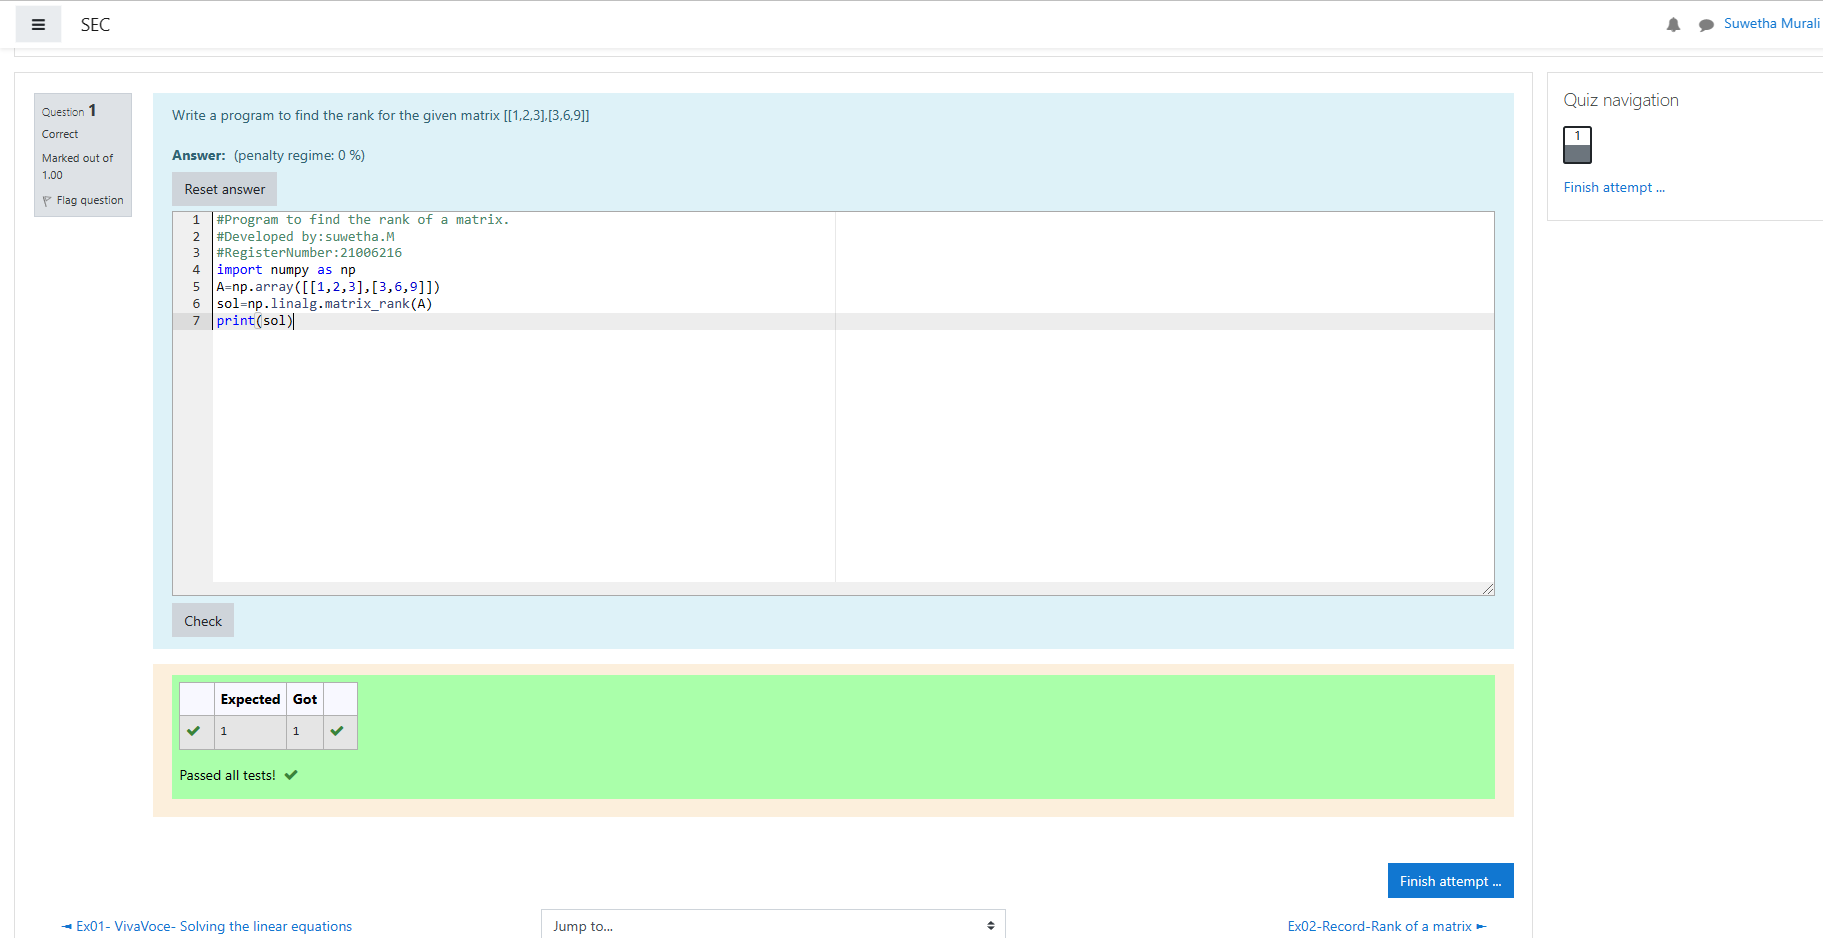 SEC
Suwetha Murali
Question 1
Correct
Marked out of
1.00
Flag question
Write a program to find the rank for the given matrix [[1,2,3],[3,6,9]]
Answer: (penalty regime: 0 %)
Reset answer
1 #Program to find the rank of a matrix.
2 #Developed by:suwetha.M
3 #RegisterNumber:21006216
4 import numpy as np
5 A=np.array([[1,2,3],[3,6,9]])
6 sol=np.linalg.matrix_rank(A)
7 print(sol)
Check
Expected Got
1 1
Passed all tests!
Finish attempt ...
◄ Ex01- VivaVoce- Solving the linear equations
Jump to...
Ex02-Record-Rank of a matrix ►
Quiz navigation
1
Finish attempt ...